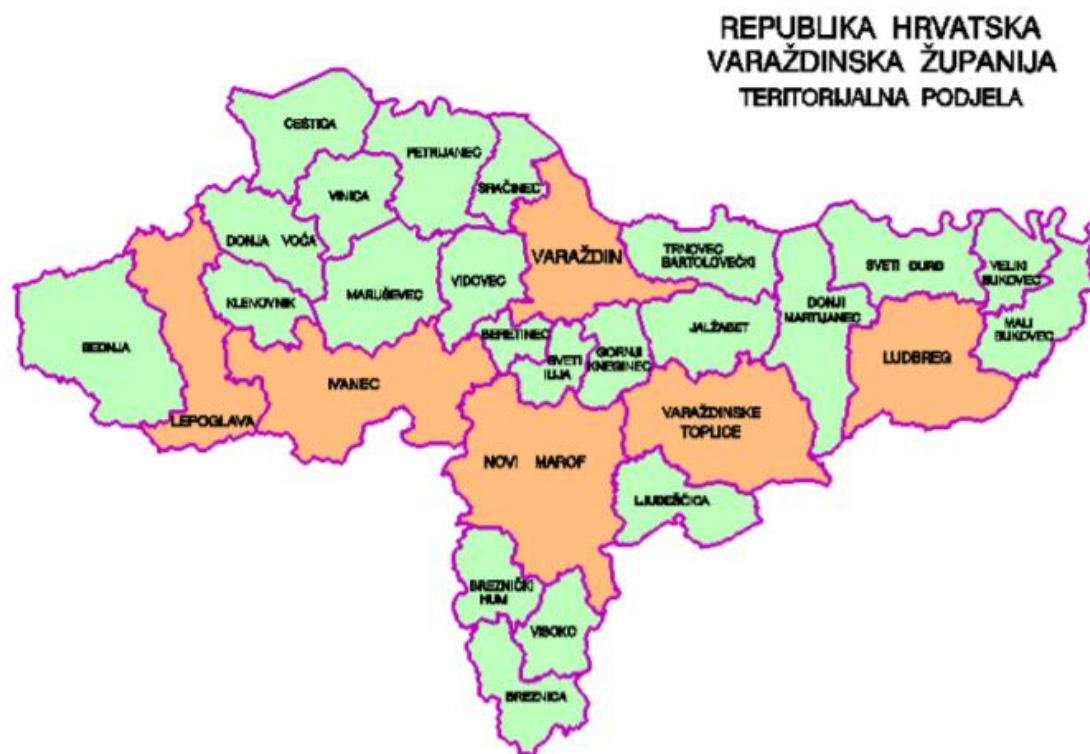 REPUBLIKA HRVATSKA
VARAŽDINSKA ŽUPANIJA
TERITORIJALNA PODJELA
CEŠTICA
PETRIJANEC
SRAČINEC
VINICA
DONJA VOĆA
VARAŽDIN
TRNOVEC
BARTOLOVEČKI
SVETI ĐURĐ
VELIKI
BUKOVEC
KLENOVNIK
MARUŠEVEC
VIDOVEC
DONJI
MARTIJANEC
MALI
BUKOVEC
BEDNJA
BERETINEC
SVETI
ILIJA
GORNJI
KNEGINEC
JALŽABET
LUDBREG
IVANEC
LEPOGLAVA
VARAŽDINSKE
TOPLICE
NOVI MAROF
LJUBEŠĆICA
BREZNIČKI
HUM
VISOKO
BREZNICA